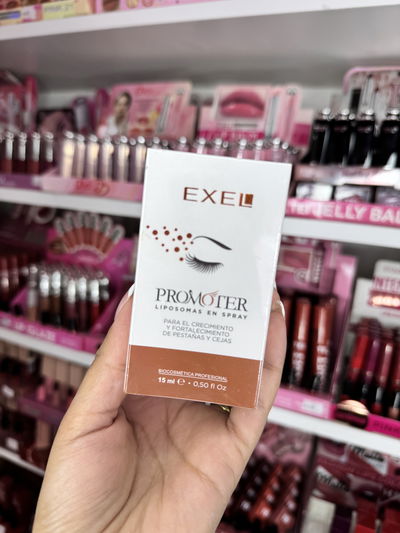 EXEL
PROMOTER
LIPOSOMAS EN SPRAY
PARA EL CRECIMIENTO
Y FORTALECIMIENTO
DE PESTAÑAS Y CEJAS
BIOCOSMÉTICA PROFESIONAL
15 ml e • 0,50 fl Oz
JELLY BAL